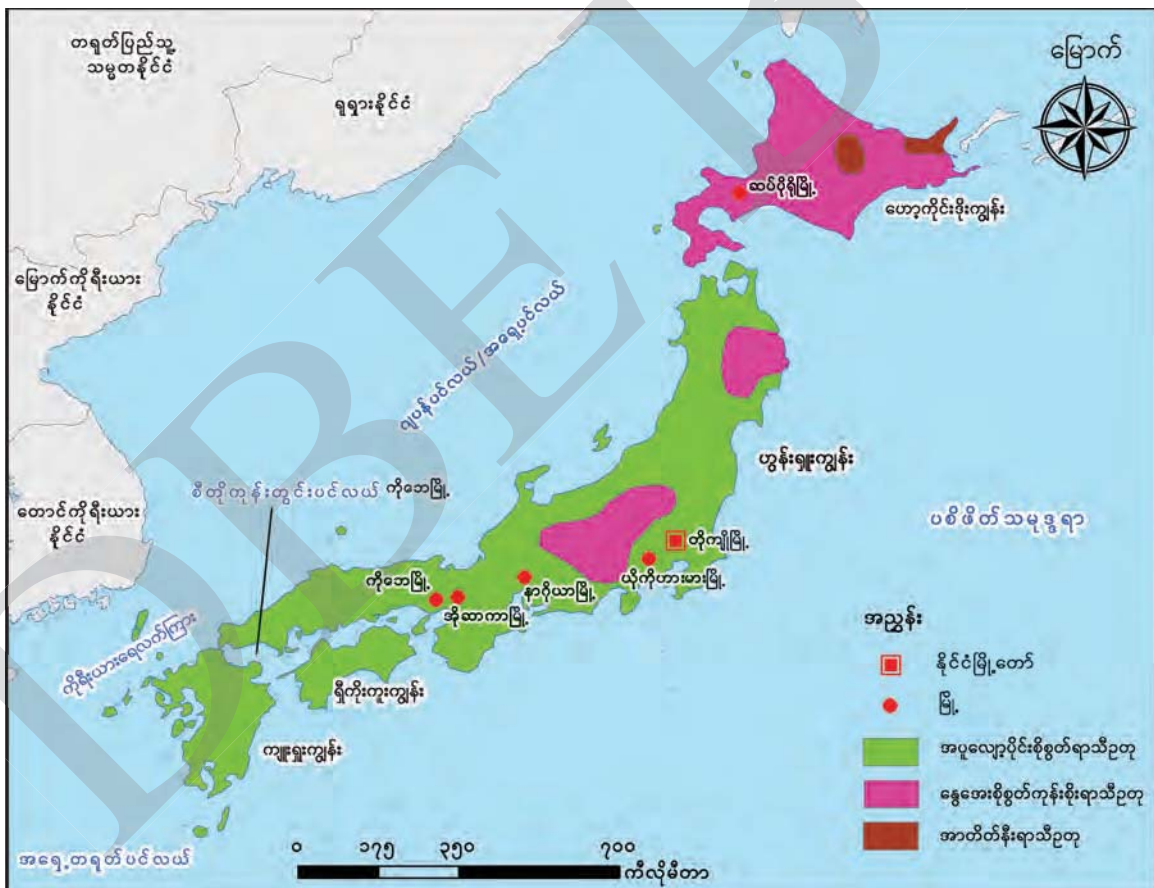 တရုတ်ပြည်သူ့
သမ္မတနိုင်ငံ
ရုရှားနိုင်ငံ
မြောက်
ဆပ်ပိုရိုမြို့
ဟော့ကိုင်းဒိုးကျွန်း
မြောက်ကိုရီးယား
နိုင်ငံ
ဂျပန်ပင်လယ်/အရှေ့ပင်လယ်
ဟွန်းရှူးကျွန်း
စီတိုကုန်းတွင်းပင်လယ် ကိုဘေမြို့
တောင်ကိုရီးယား
နိုင်ငံ
ပစိဖိတ်သမုဒ္ဒရာ
တိုကျိုမြို့
ယိုကိုဟားမားမြို့
နာဂိုယာမြို့
ကိုဘေမြို့
အိုဆာကာမြို့
ကိုရီးယားရေလက်ကြား
ရှီကိုးကူးကျွန်း
ကျူးရှူးကျွန်း
အညွှန်း
နိုင်ငံမြို့တော်
မြို့
အပူလျော့ပိုင်းစိုစွတ်ရာသီဥတု
နွေအေးစိုစွတ်ကုန်းစိုးရာသီဥတု
အာတိတ်နီးရာသီဥတု
အရှေ့တရုတ်ပင်လယ်
၀ ၁၇၅ ၃၅၀ ၇၀၀
ကီလိုမီတာ
DBEB